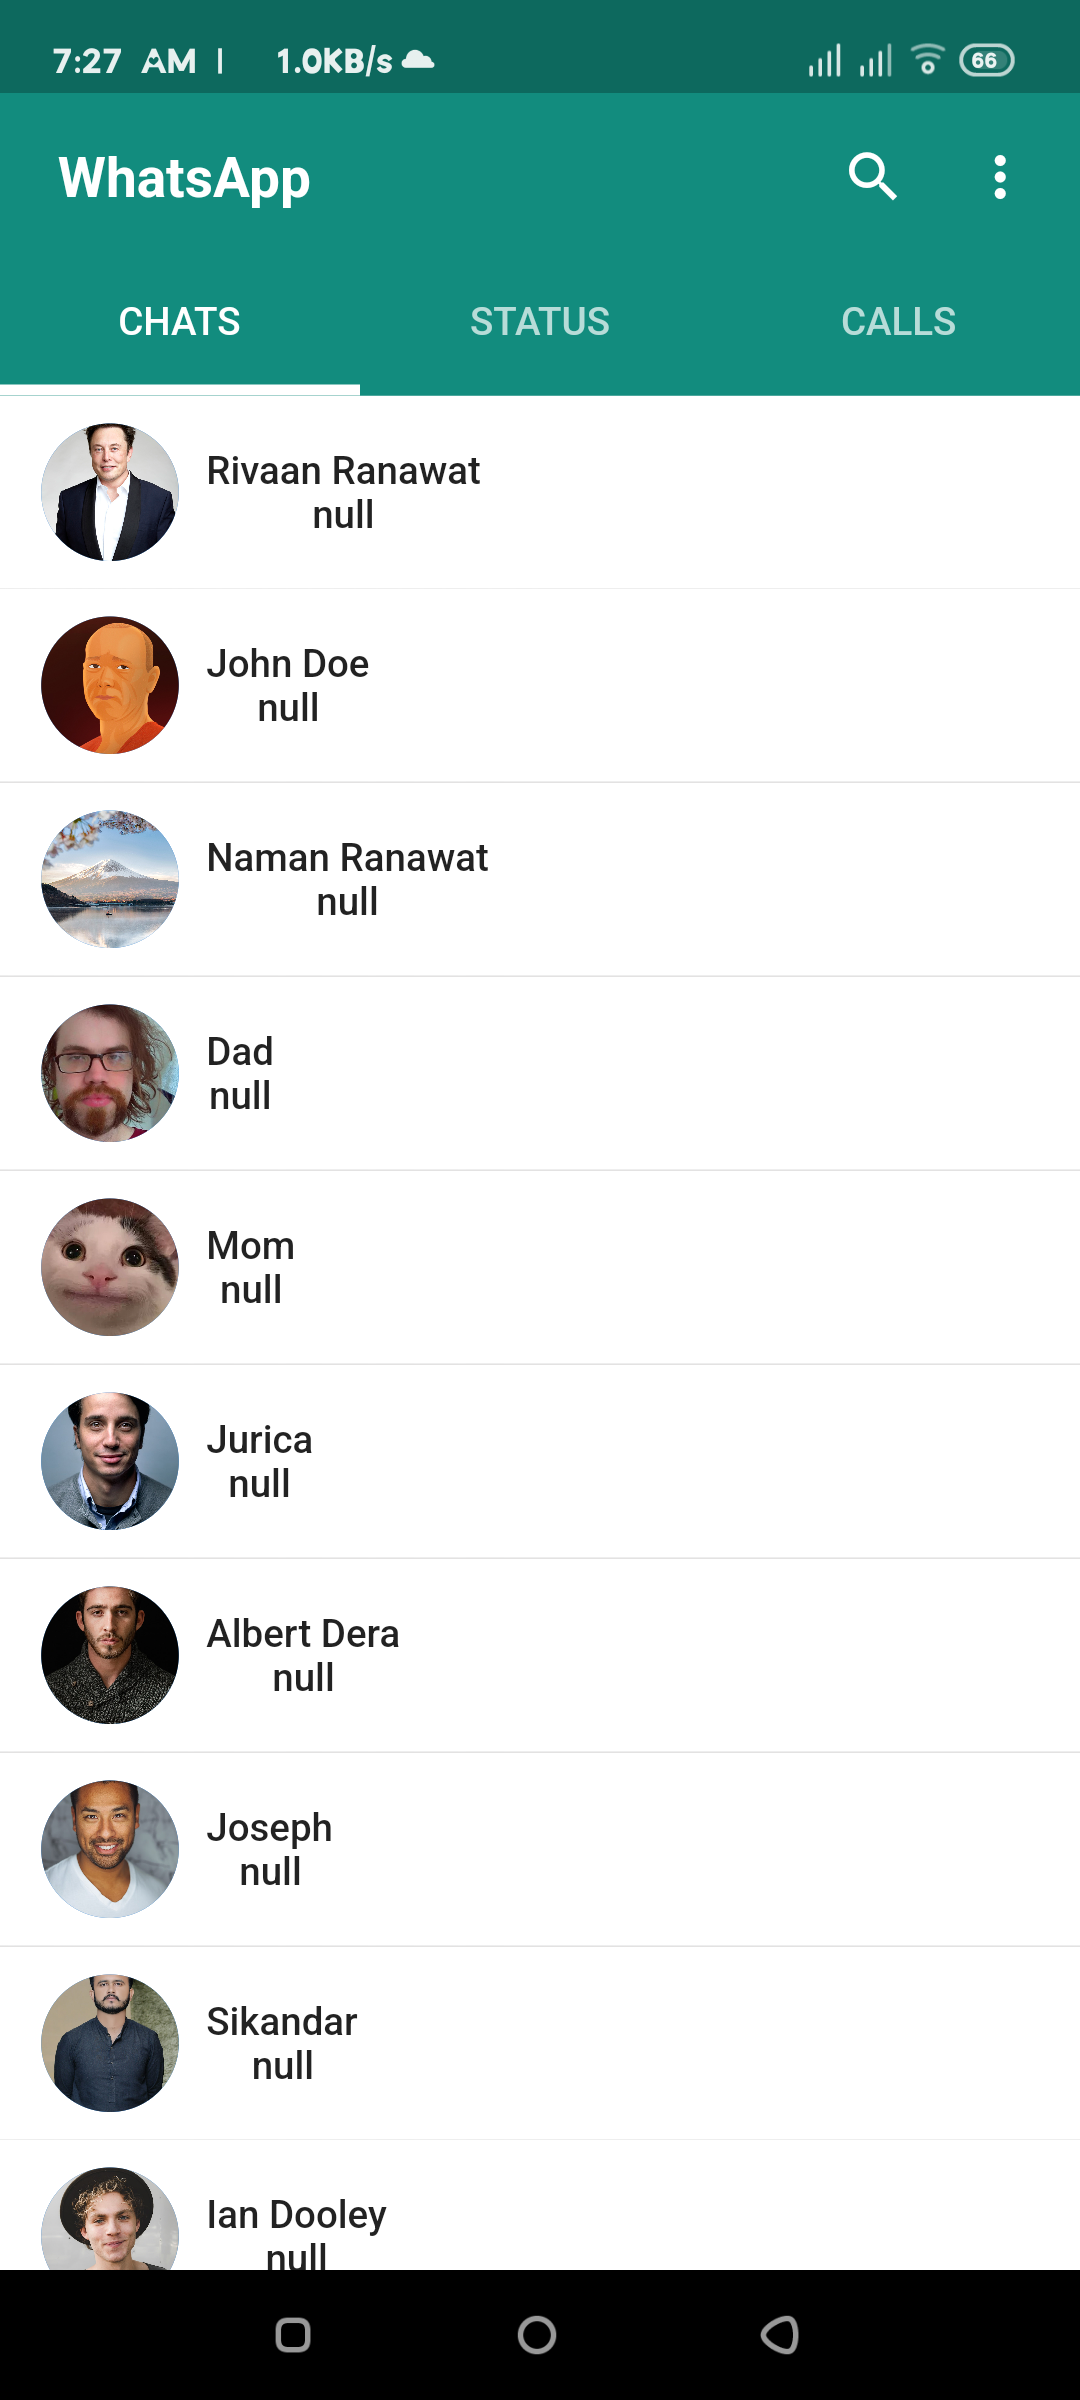 7:27 AM | 1.0KB/s 66
WhatsApp
CHATS STATUS CALLS
Rivaan Ranawat
null
John Doe
null
Naman Ranawat
null
Dad
null
Mom
null
Jurica
null
Albert Dera
null
Joseph
null
Sikandar
null
Ian Dooley
null